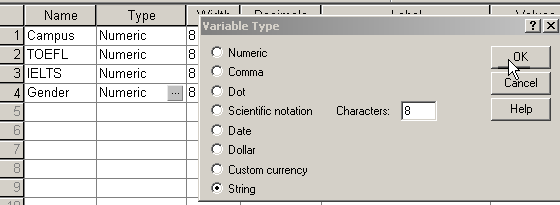 Name Type Width Decimals Label Values
1 Campus Numeric 8
2 TOEFL Numeric 8
3 IELTS Numeric 8
4 Gender Numeric ... 8
5
6
7
8
9
Variable Type
Numeric
Comma
Dot
Scientific notation
Date
Dollar
Custom currency
String
Characters: 8
OK
Cancel
Help